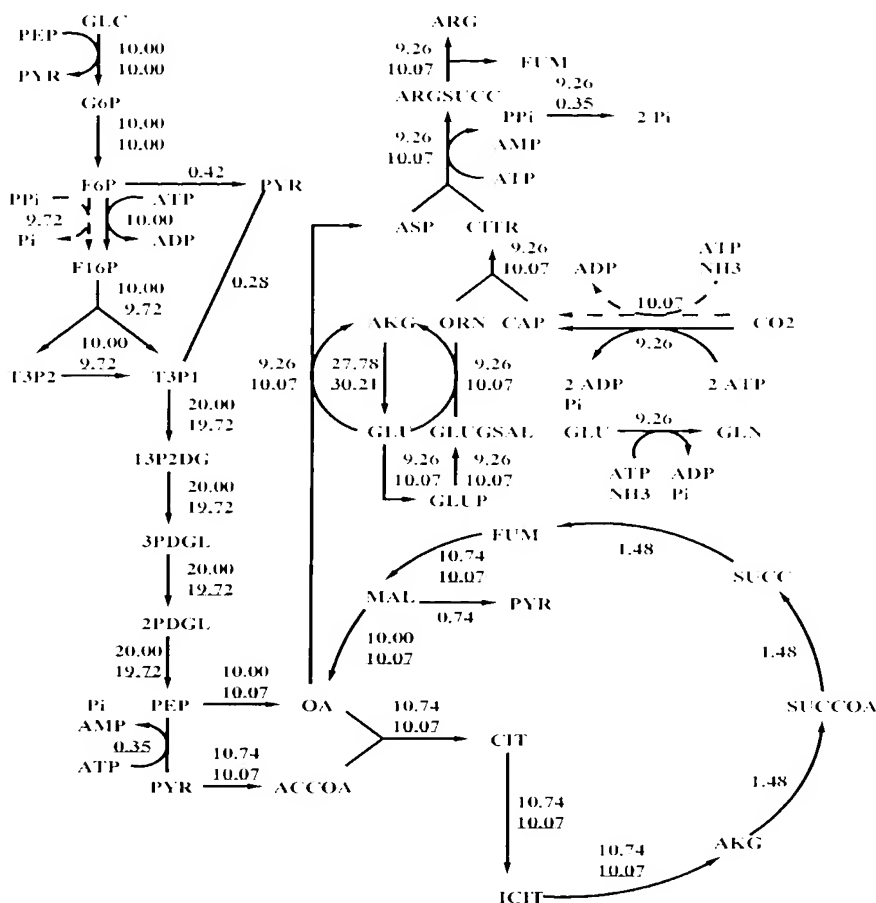 GLC
PEP
10.00
10.00
PYR
G6P
10.00
10.00
F6P
0.42
PYR
PPi
ATP
9.72
10.00
Pi
ADP
F16P
10.00
9.72
0.28
10.00
9.72
T3P2
T3P1
20.00
19.72
13P2DG
20.00
19.72
3PDGL
20.00
19.72
2PDGL
20.00
19.72
Pi
PEP
10.00
10.07
OA
AMP
0.35
ATP
PYR
10.74
10.07
ACCOA
10.74
10.07
CIT
10.74
10.07
ICIT
10.74
10.07
AKG
1.48
SUCCOA
1.48
SUCC
1.48
FUM
10.74
10.07
MAL
0.74
PYR
10.00
10.07
ARG
9.26
10.07
FUM
ARGSUCC
9.26
0.35
PPi
2 Pi
9.26
10.07
AMP
ATP
ASP
CITR
9.26
10.07
ADP
ATP
NH3
10.07
AKG
ORN
CAP
CO2
9.26
9.26
10.07
27.78
30.21
9.26
10.07
2 ADP
Pi
2 ATP
GLU
GLUGSAL
GLU
9.26
GLN
9.26
10.07
9.26
10.07
ATP
NH3
ADP
Pi
GLUP